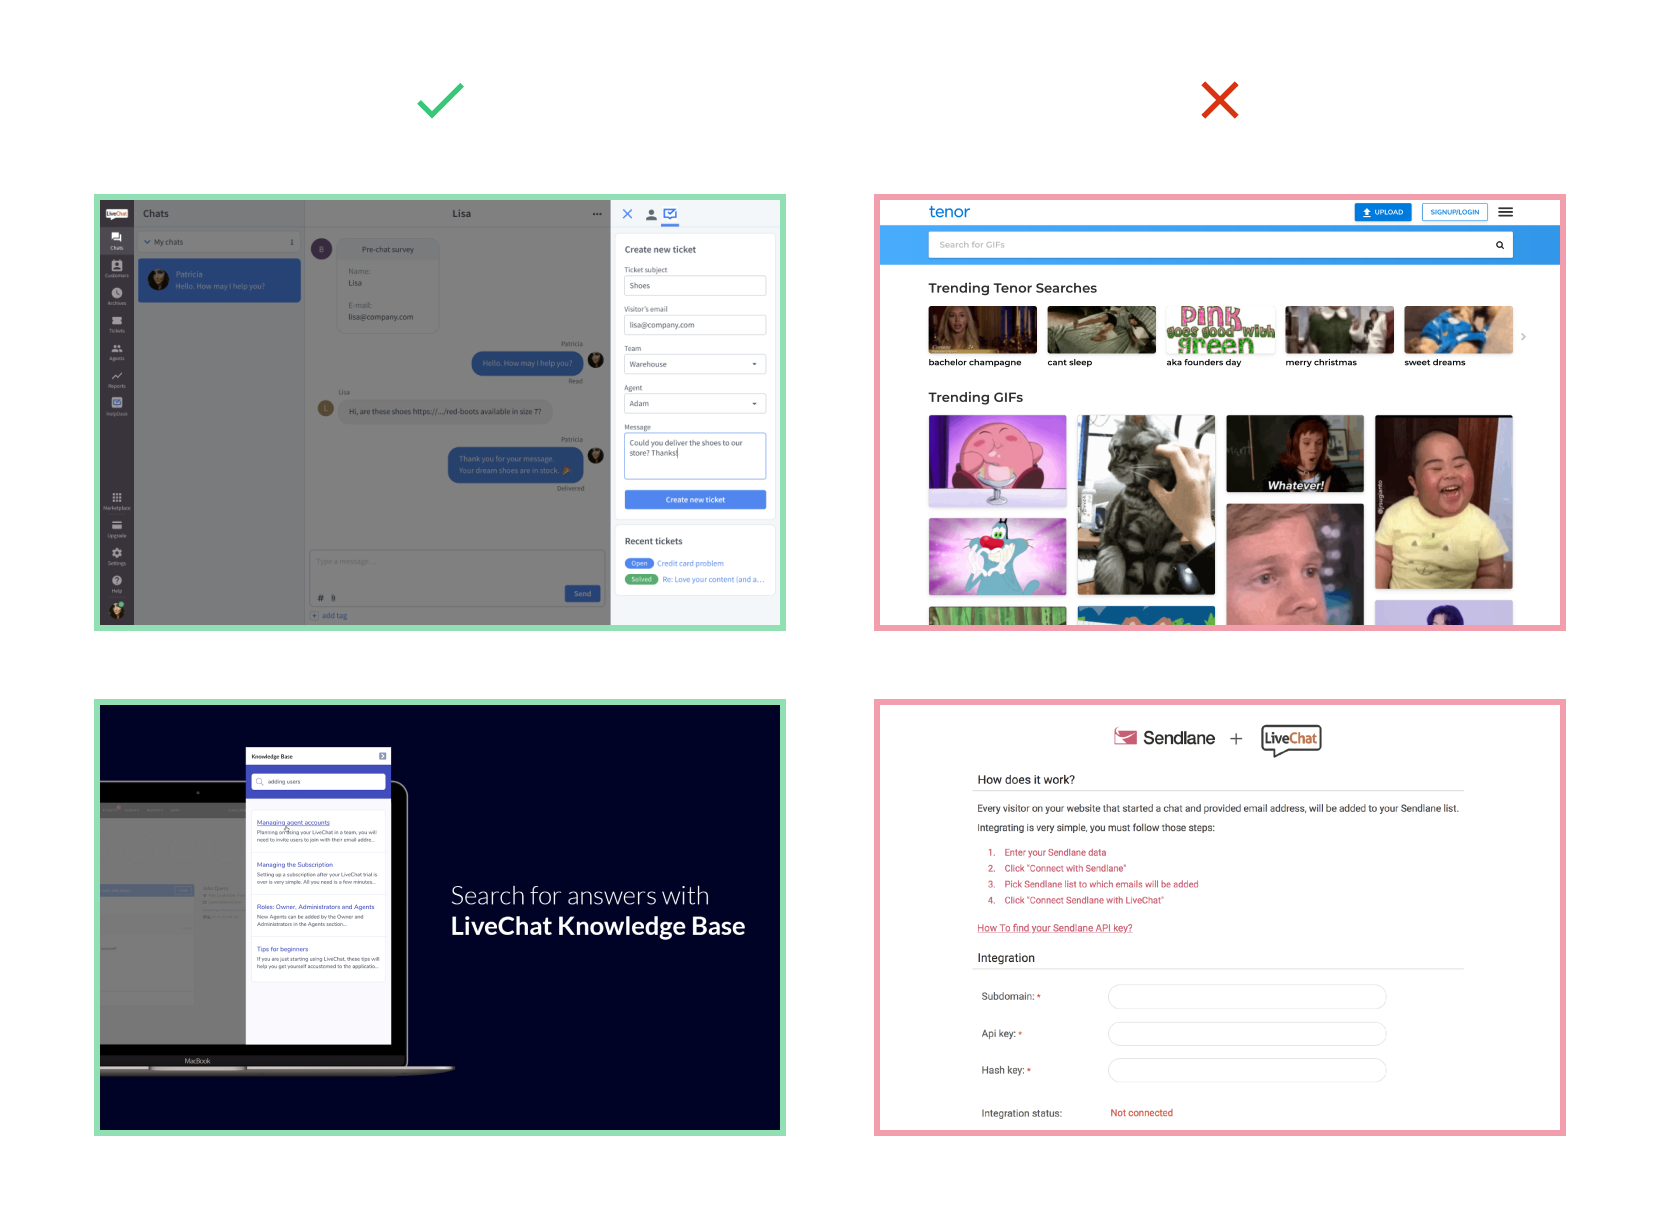 LiveChat
Chats
Customers
Archives
Tickets
Agents
Reports
HelpDesk
Marketplace
Upgrade
Settings
Help
Chats
My chats
1
Patricia
Hello. How may I help you?
Lisa
B
Pre-chat survey
Name:
Lisa
E-mail:
lisa@company.com
Patricia
Hello. How may I help you?
Read
Lisa
L
Hi, are these shoes https://.../red-boots available in size 7?
Patricia
Thank you for your message.
Your dream shoes are in stock. 🎉
Delivered
Type a message...
#
Send
+ add tag
Create new ticket
Ticket subject
Shoes
Visitor's email
lisa@company.com
Team
Warehouse
Agent
Adam
Message
Could you deliver the shoes to our
store? Thanks!
Create new ticket
Recent tickets
Open Credit card problem
Solved Re: Love your content (and a...
tenor
UPLOAD
SIGNUP/LOGIN
Search for GIFs
Trending Tenor Searches
pink
goes good with
green
bachelor champagne
cant sleep
aka founders day
merry christmas
sweet dreams
Trending GIFs
Whatever!
Knowledge Base
adding users
Managing agent accounts
Planning on using your LiveChat in a team, you will
need to invite users to join with their email addre...
Managing the Subscription
Setting up a subscription after your LiveChat trial is
over is very simple. All you need is a few minutes...
Roles: Owner, Administrators and Agents
New Agents can be added by the Owner and
Administrators in the Agents section...
Tips for beginners
If you are just starting using LiveChat, these tips will
help you get yourself accustomed to the applicatio...
MacBook
Search for answers with
LiveChat Knowledge Base
Sendlane + LiveChat
How does it work?
Every visitor on your website that started a chat and provided email address, will be added to your Sendlane list.
Integrating is very simple, you must follow those steps:
1. Enter your Sendlane data
2. Click "Connect with Sendlane"
3. Pick Sendlane list to which emails will be added
4. Click "Connect Sendlane with LiveChat"
How To find your Sendlane API key?
Integration
Subdomain: *
Api key: *
Hash key: *
Integration status:
Not connected